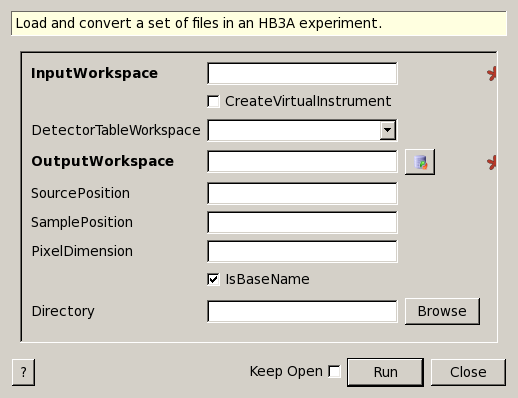 Load and convert a set of files in an HB3A experiment.
InputWorkspace
CreateVirtualInstrument
DetectorTableWorkspace
OutputWorkspace
SourcePosition
SamplePosition
PixelDimension
IsBaseName
Directory Browse
? Keep Open Run Close